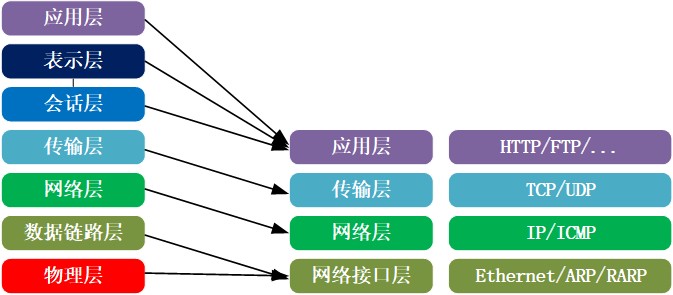 应用层
表示层
会话层
传输层
网络层
数据链路层
物理层
应用层 HTTP/FTP/...
传输层 TCP/UDP
网络层 IP/ICMP
网络接口层 Ethernet/ARP/RARP